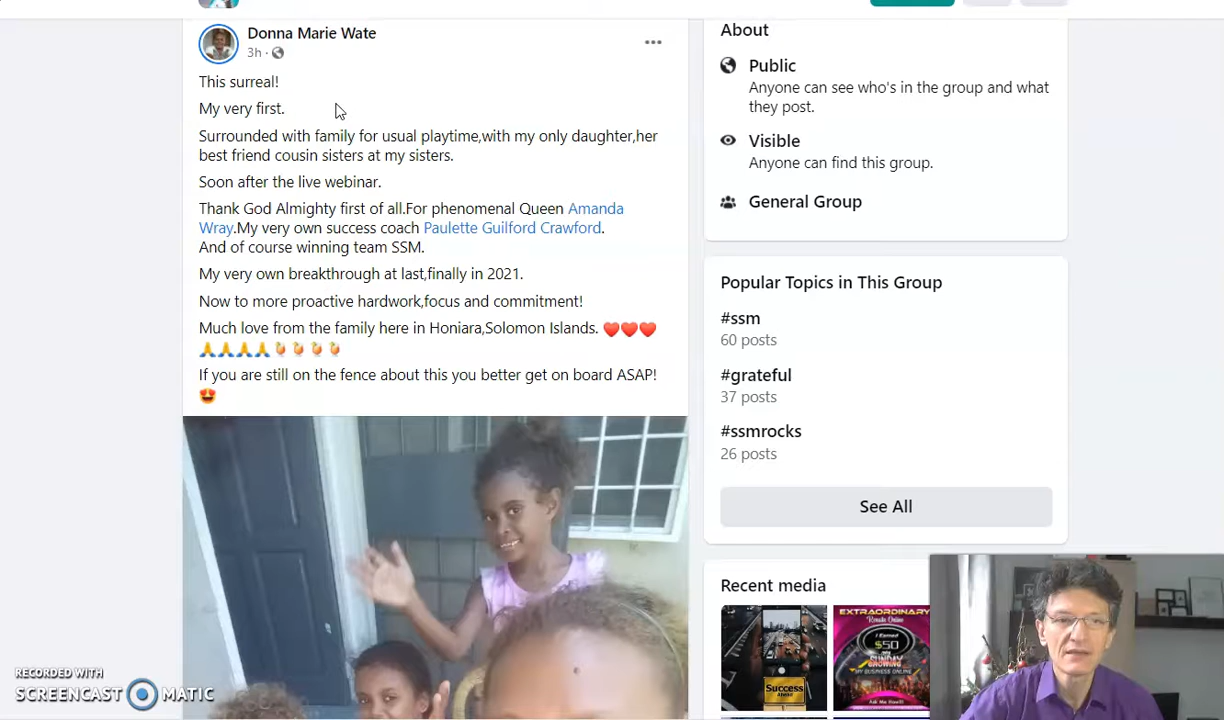 Donna Marie Wate
3h ·
This surreal!
My very first.
Surrounded with family for usual playtime,with my only daughter,her
best friend cousin sisters at my sisters.
Soon after the live webinar.
Thank God Almighty first of all.For phenomenal Queen Amanda
Wray.My very own success coach Paulette Guilford Crawford.
And of course winning team SSM.
My very own breakthrough at last,finally in 2021.
Now to more proactive hardwork,focus and commitment!
Much love from the family here in Honiara,Solomon Islands. ❤️❤️❤️
🙏🙏🙏🙏
If you are still on the fence about this you better get on board ASAP!
😍
About
Public
Anyone can see who's in the group and what
they post.
Visible
Anyone can find this group.
General Group
Popular Topics in This Group
#ssm
60 posts
#grateful
37 posts
#ssmrocks
26 posts
See All
Recent media
Success
EXTRAORDINARY
I Earned
$50
MY BUSINESS ONLINE
RECORDED WITH
SCREENCAST MATIC